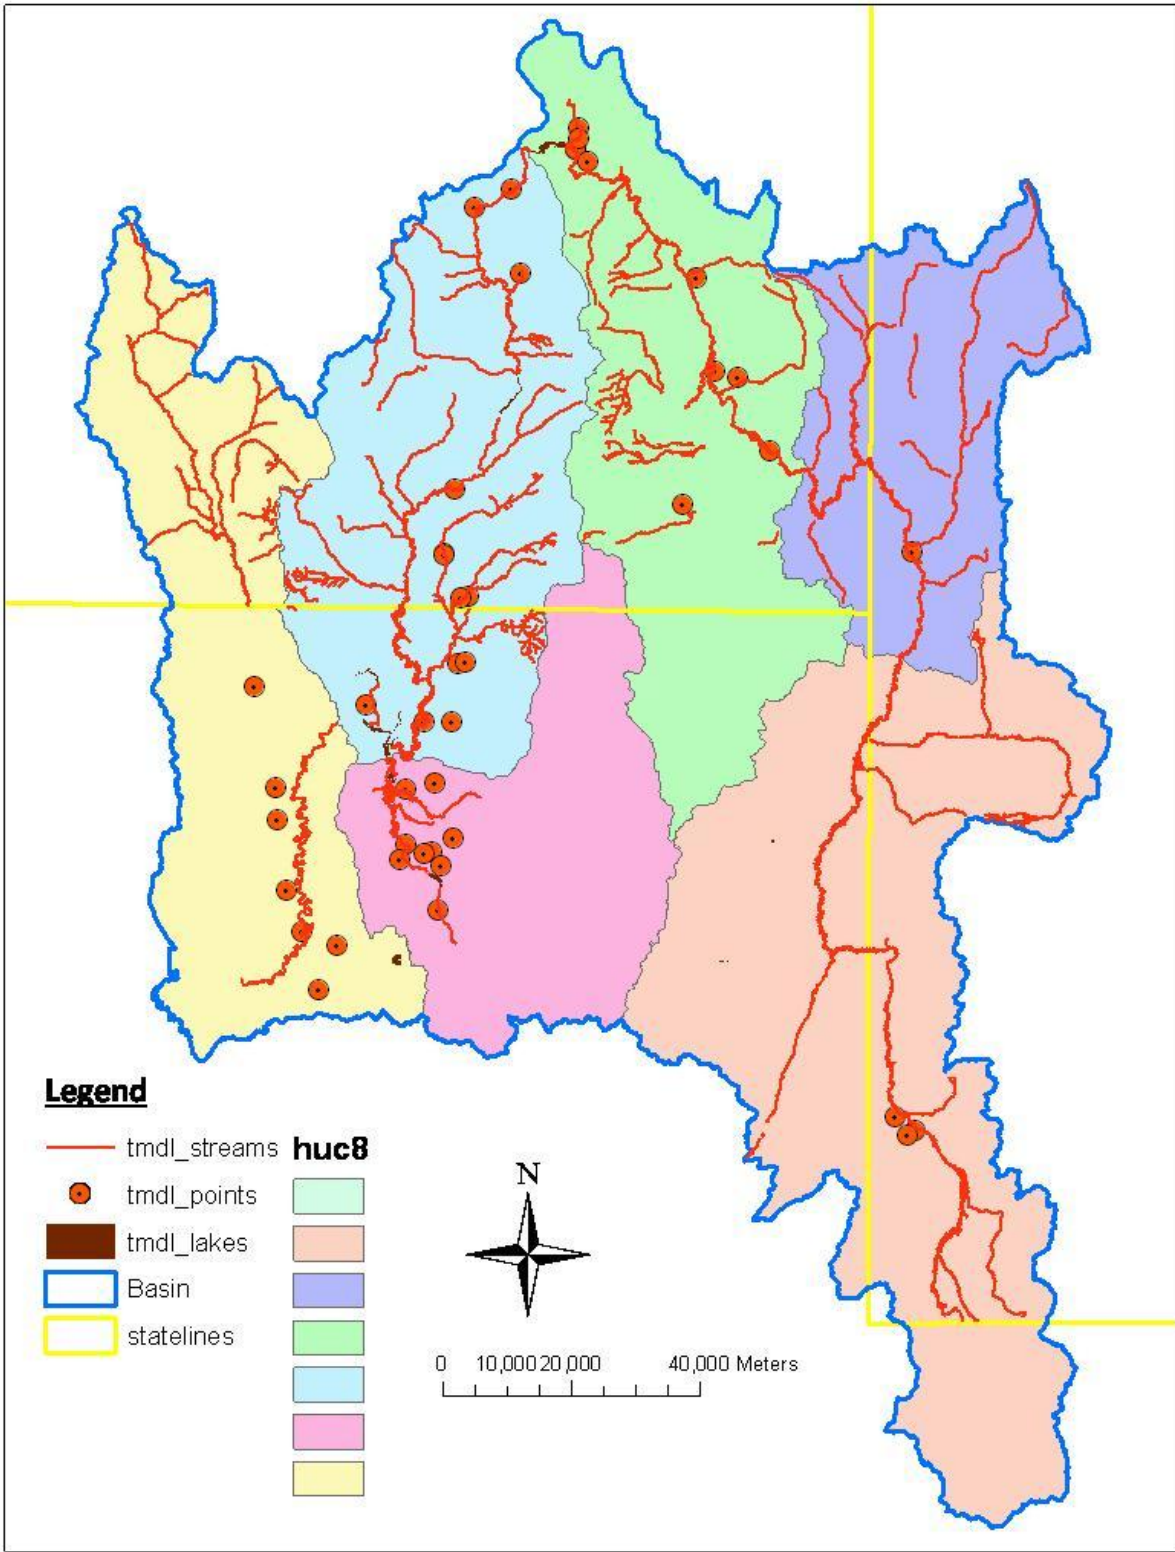 Legend
tmdl_streams huc8
tmdl_points
tmdl_lakes
Basin
statelines
N
0 10,000 20,000 40,000 Meters